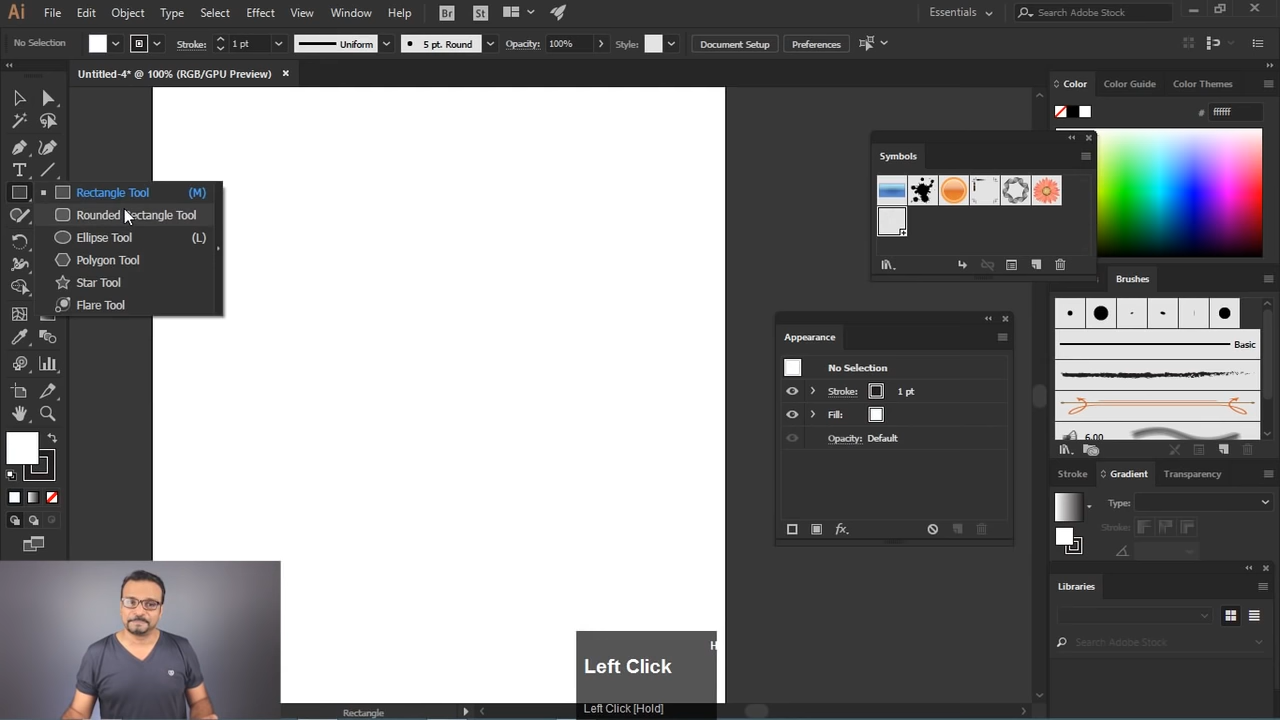 Ai File Edit Object Type Select Effect View Window Help Br St Essentials Search Adobe Stock
No Selection Stroke: 1 pt Uniform 5 pt. Round Opacity: 100% Style: Document Setup Preferences
Untitled-4* @ 100% (RGB/GPU Preview) ×
Color Color Guide Color Themes
# ffffff
Symbols
Rectangle Tool (M)
Rounded Rectangle Tool
Ellipse Tool (L)
Polygon Tool
Star Tool
Flare Tool
Brushes
Basic
6.00
Appearance
No Selection
Stroke: 1 pt
Fill:
Opacity: Default
fx
Stroke Gradient Transparency
Type:
Stroke:
Libraries
Search Adobe Stock
H
Left Click
Left Click [Hold]
Rectangle